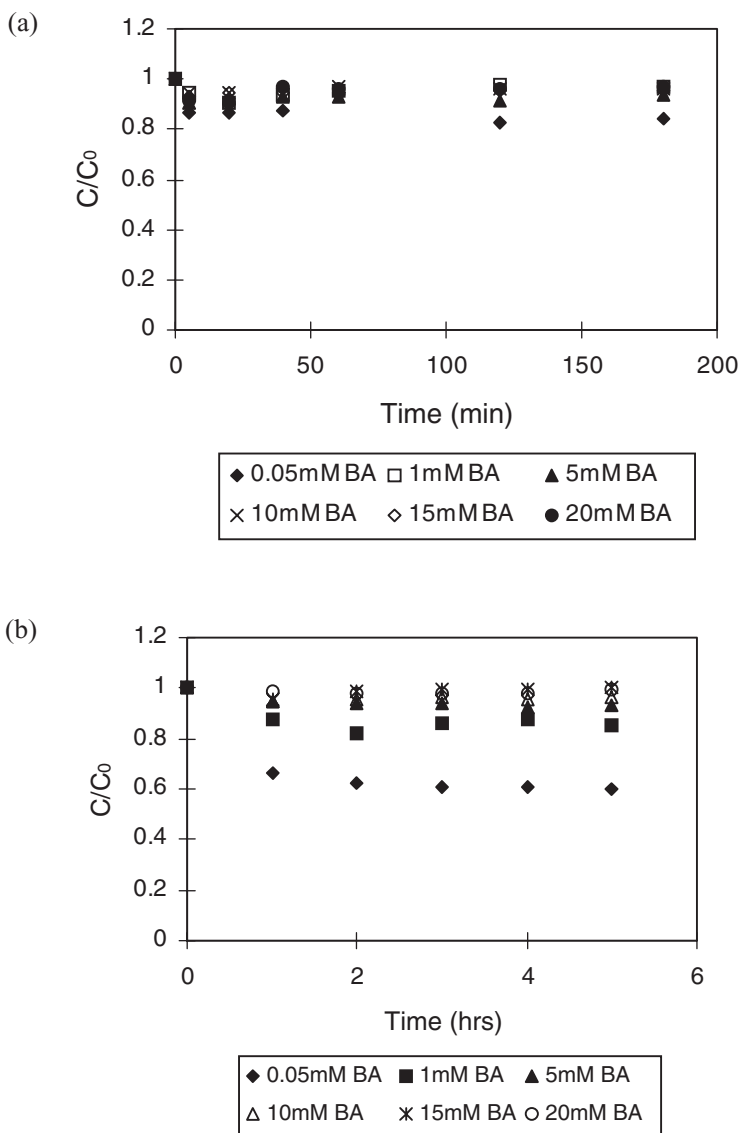 (a)
1.2
1
0.8
0.6
0.4
0.2
0
C/C0
0 50 100 150 200
Time (min)
0.05mM BA 1mM BA 5mM BA
10mM BA 15mM BA 20mM BA
(b)
1.2
1
0.8
0.6
0.4
0.2
0
C/C0
0 2 4 6
Time (hrs)
0.05mM BA 1mM BA 5mM BA
10mM BA 15mM BA 20mM BA